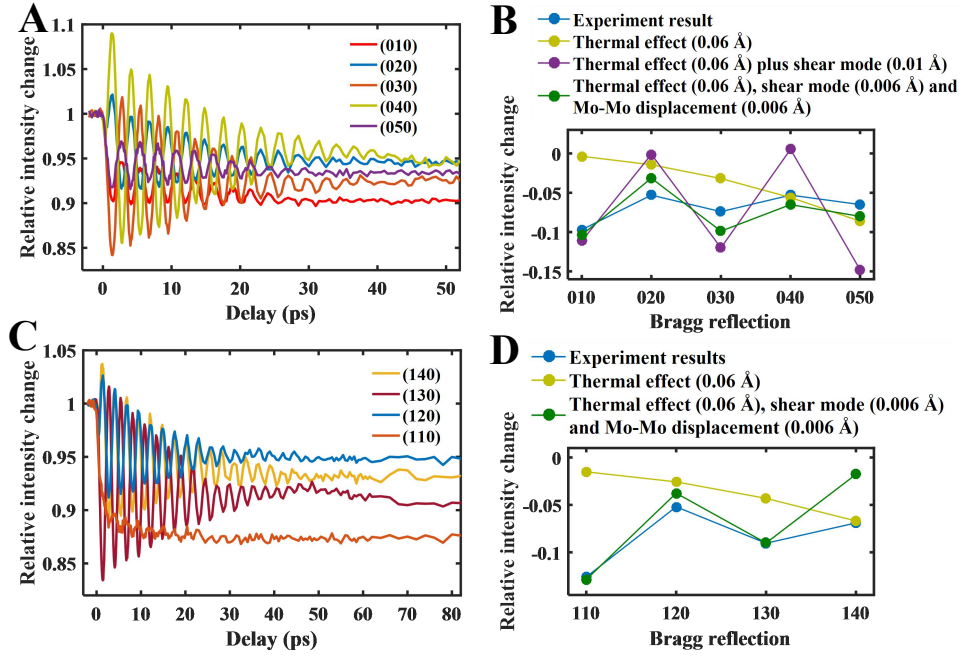 A
Relative intensity change
1.1
1.05
1
0.95
0.9
0.85
(010)
(020)
(030)
(040)
(050)
0
10
20
30
40
50
Delay (ps)
B
Experiment result
Thermal effect (0.06 Å)
Thermal effect (0.06 Å) plus shear mode (0.01 Å)
Thermal effect (0.06 Å), shear mode (0.006 Å) and
Mo-Mo displacement (0.006 Å)
Relative intensity change
0
-0.05
-0.1
-0.15
010
020
030
040
050
Bragg reflection
C
Relative intensity change
1.05
1
0.95
0.9
0.85
(140)
(130)
(120)
(110)
0
10
20
30
40
50
60
70
80
Delay (ps)
D
Experiment results
Thermal effect (0.06 Å)
Thermal effect (0.06 Å), shear mode (0.006 Å)
and Mo-Mo displacement (0.006 Å)
Relative intensity change
0
-0.05
-0.1
110
120
130
140
Bragg reflection